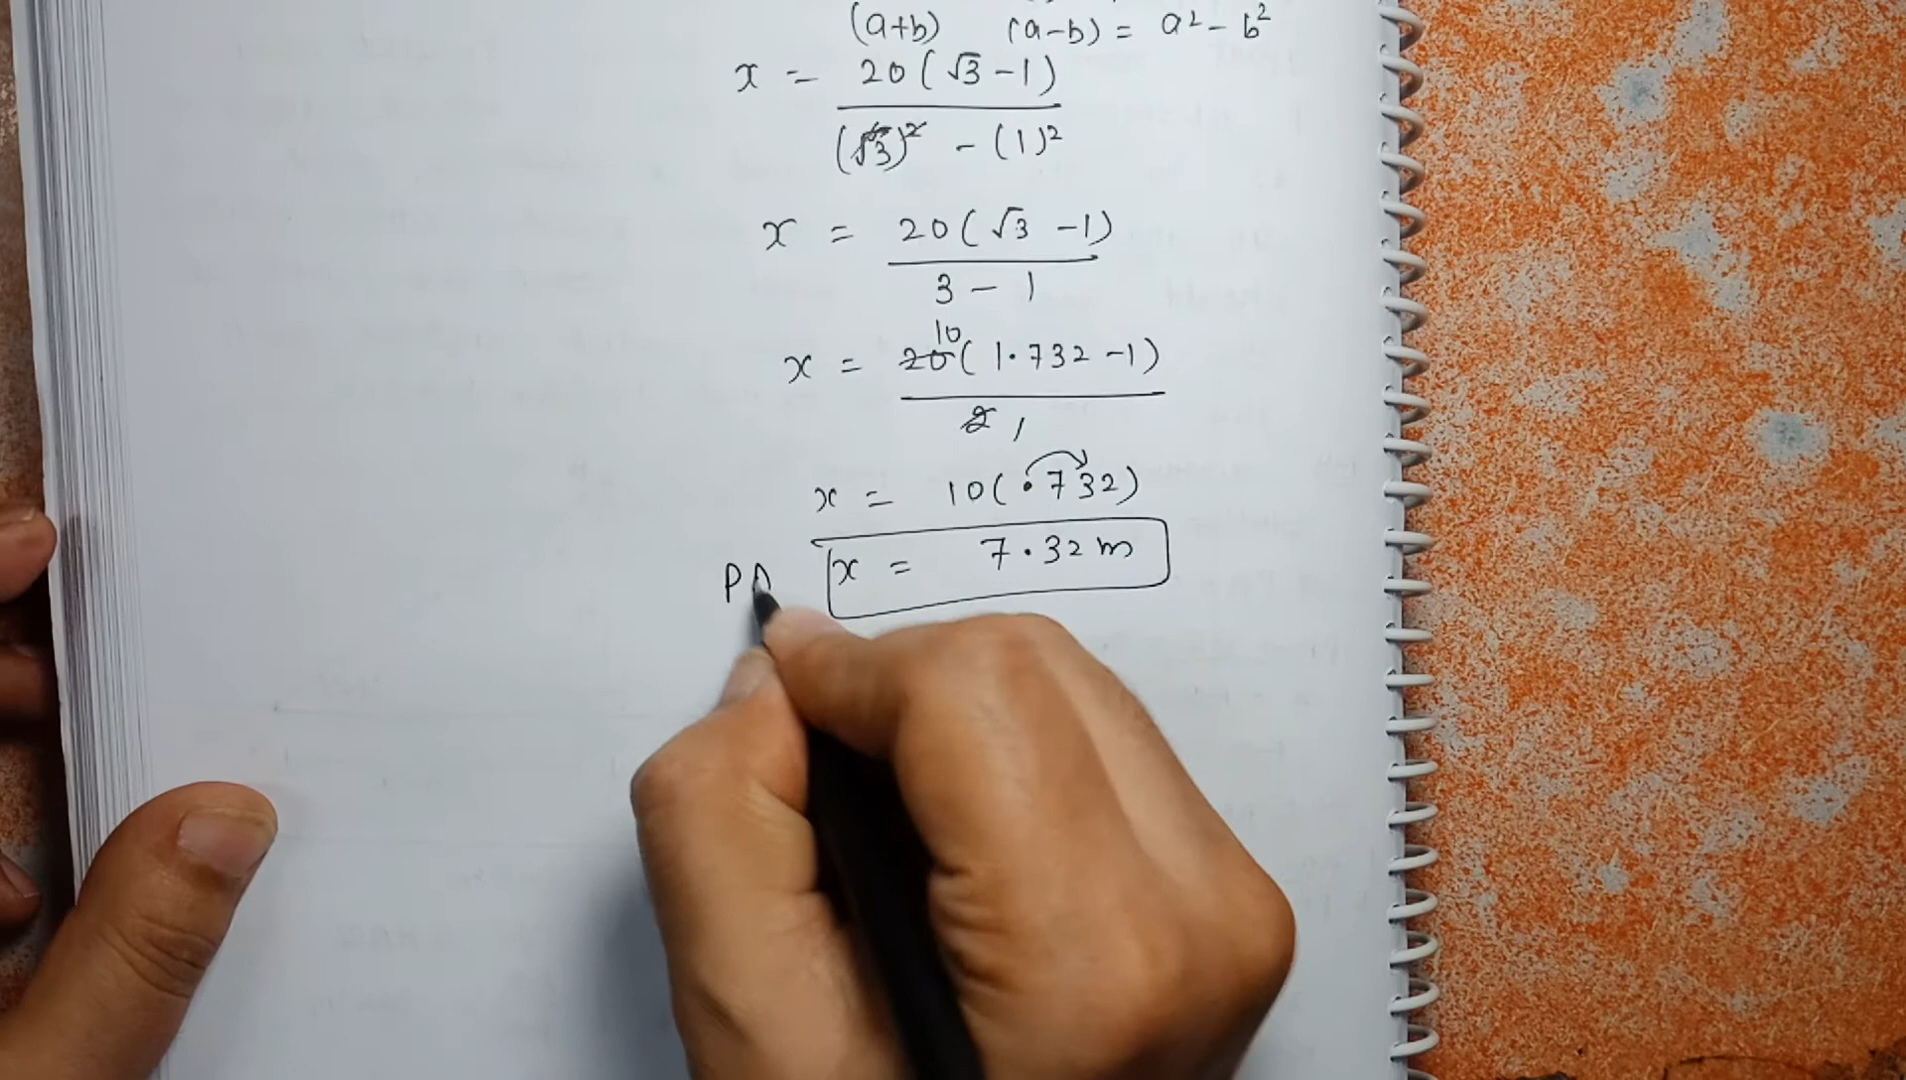 (a+b) (a-b) = a² - b²
x = 20(√3 -1)
(√3)² - (1)²
x = 20(√3 -1)
3 - 1
10
x = 20(1.732 -1)
2 1
x = 10(.732)
x = 7.32 m
P